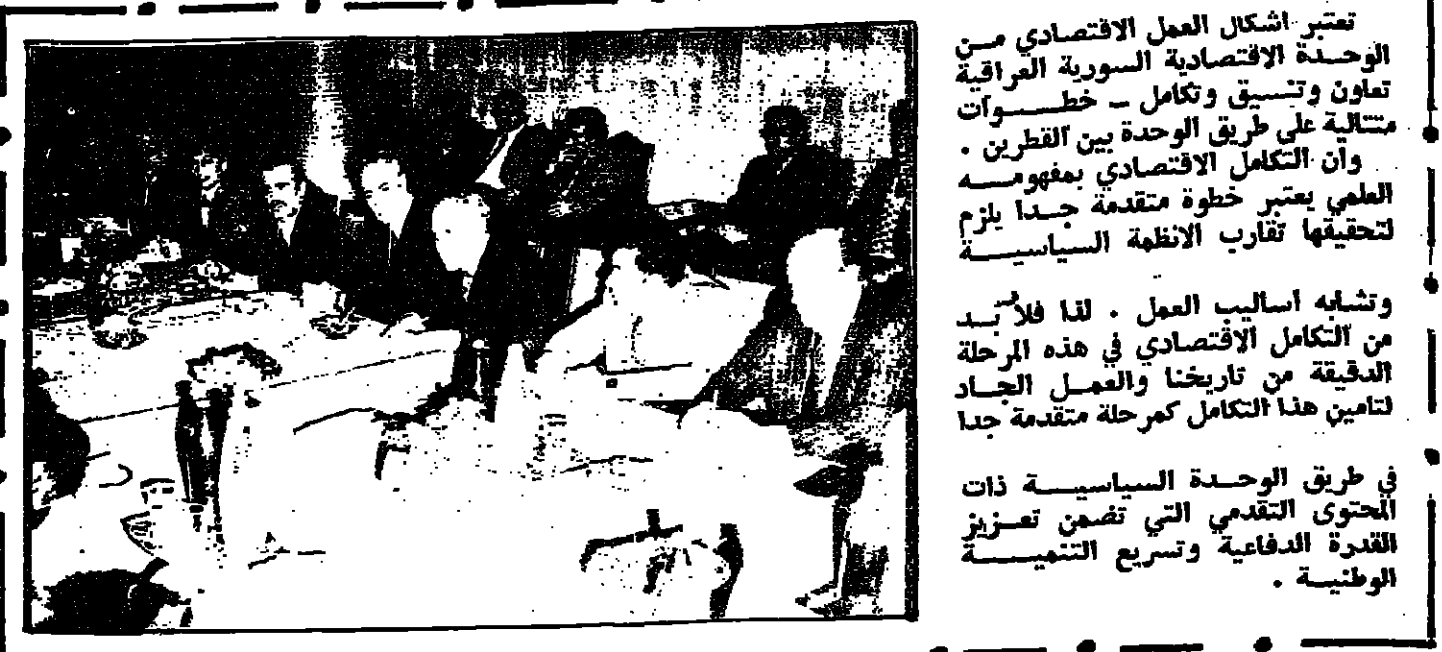 تعتبر اشكال العمل الاقتصادي من
الوحدة الاقتصادية السورية العراقية
تعاون وتنسيق وتكامل ــ خطوات
متتالية على طريق الوحدة بين القطرين .
وان التكامل الاقتصادي بمفهومه
العلمي يعتبر خطوة متقدمة جدا يلزم
لتحقيقها تقارب الانظمة السياسية
وتشابه أساليب العمل . لذا فلا بد
من التكامل الاقتصادي في هذه المرحلة
الدقيقة من تاريخنا والعمل الجاد
لتامين هذا التكامل كمرحلة متقدمة جدا
في طريق الوحدة السياسية ذات
المحتوى التقدمي التي تضمن تعزيز
القدرة الدفاعية وتسريع التنمية
الوطنية .